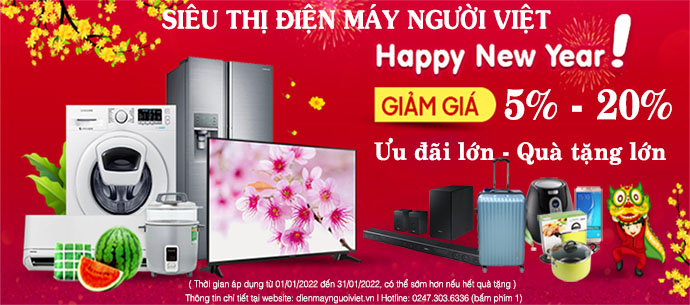 SIÊU THỊ ĐIỆN MÁY NGƯỜI VIỆT
Happy New Year!
GIẢM GIÁ 5% - 20%
Ưu đãi lớn - Quà tặng lớn
( Thời gian áp dụng từ 01/01/2022 đến 31/01/2022, có thể sớm hơn nếu hết quà tặng )
Thông tin chi tiết tại website: dienmaynguoiviet.vn | Hotline: 0247.303.6336 (bấm phím 1)